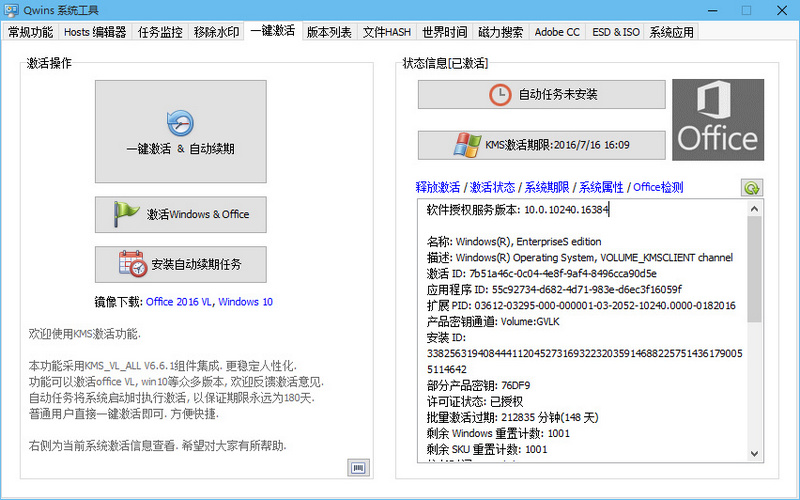 Qwins 系统工具
常规功能 Hosts 编辑器 任务监控 移除水印 一键激活 版本列表 文件HASH 世界时间 磁力搜索 Adobe CC ESD & ISO 系统应用
激活操作
一键激活 & 自动续期
激活Windows & Office
安装自动续期任务
镜像下载: Office 2016 VL, Windows 10
欢迎使用KMS激活功能.
本功能采用KMS_VL_ALL V6.6.1组件集成. 更稳定人性化.
功能可以激活office VL, win10等众多版本, 欢迎反馈激活意见.
自动任务将系统启动时执行激活, 以保证期限永远为180天.
普通用户直接一键激活即可. 方便快捷.
右侧为当前系统激活信息查看. 希望对大家有所帮助.
状态信息[已激活]
自动任务未安装
KMS激活期限:2016/7/16 16:09
Office
释放激活 / 激活状态 / 系统期限 / 系统属性 / Office检测
软件授权服务版本: 10.0.10240.16384
名称: Windows(R), EnterpriseS edition
描述: Windows(R) Operating System, VOLUME_KMSCLIENT channel
激活 ID: 7b51a46c-0c04-4e8f-9af4-8496cca90d5e
应用程序 ID: 55c92734-d682-4d71-983e-d6ec3f16059f
扩展 PID: 03612-03295-000-000001-03-2052-10240.0000-0182016
产品密钥通道: Volume:GVLK
安装 ID:
338256319408444112045273169322320359146882257514361790055114642
部分产品密钥: 76DF9
许可证状态: 已授权
批量激活过期: 212835 分钟(148 天)
剩余 Windows 重置计数: 1001
剩余 SKU 重置计数: 1001